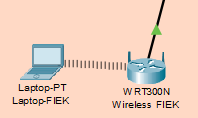 Laptop-PT
Laptop-FIEK
WRT300N
Wireless FIEK